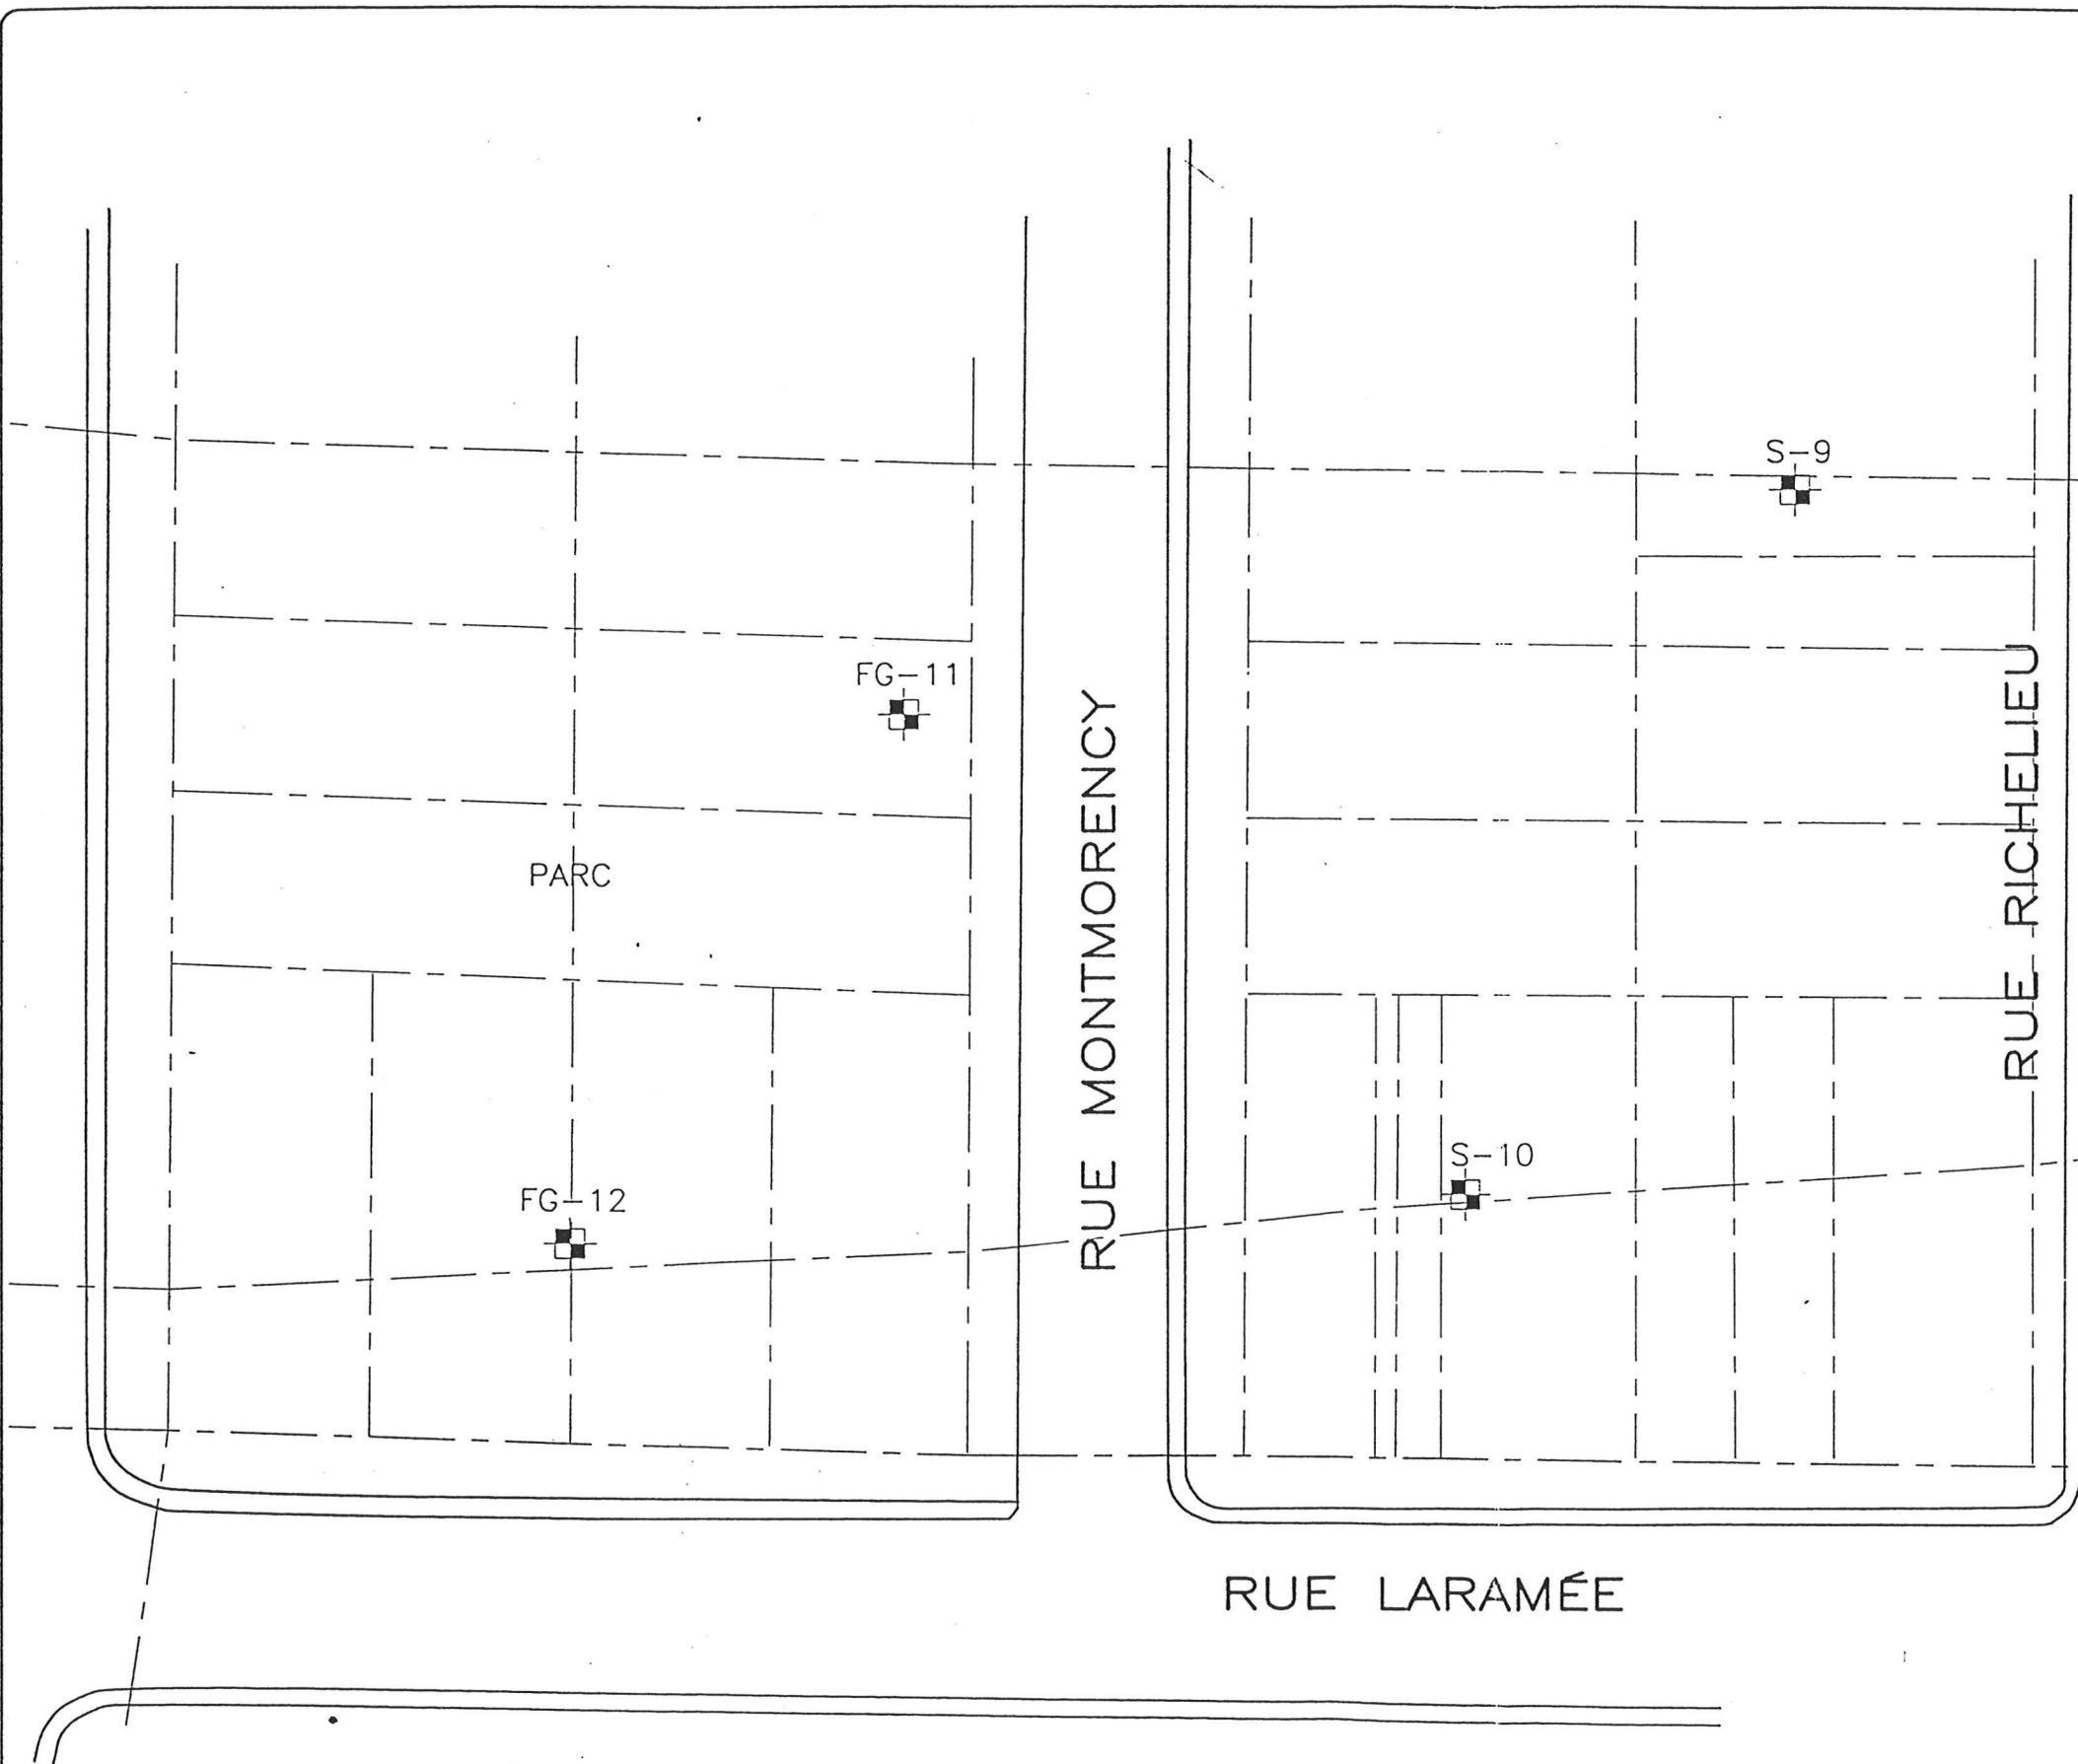 S-9
FG-11
RUE MONTMORENCY
RUE RICHELIEU
PARC
S-10
FG-12
RUE LARAMÉE